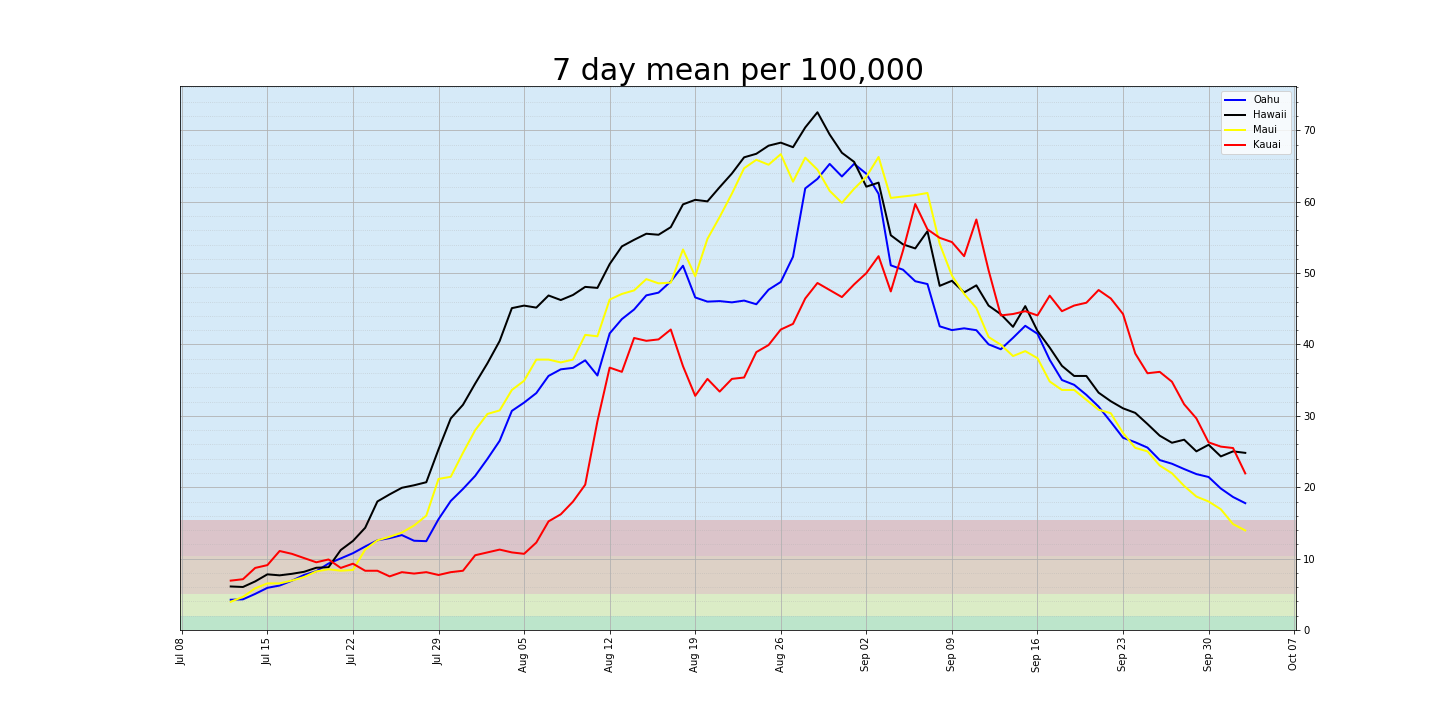 7 day mean per 100,000
Oahu
Hawaii
Maui
Kauai
70
60
50
40
30
20
10
0
Jul 08
Jul 15
Jul 22
Jul 29
Aug 05
Aug 12
Aug 19
Aug 26
Sep 02
Sep 09
Sep 16
Sep 23
Sep 30
Oct 07